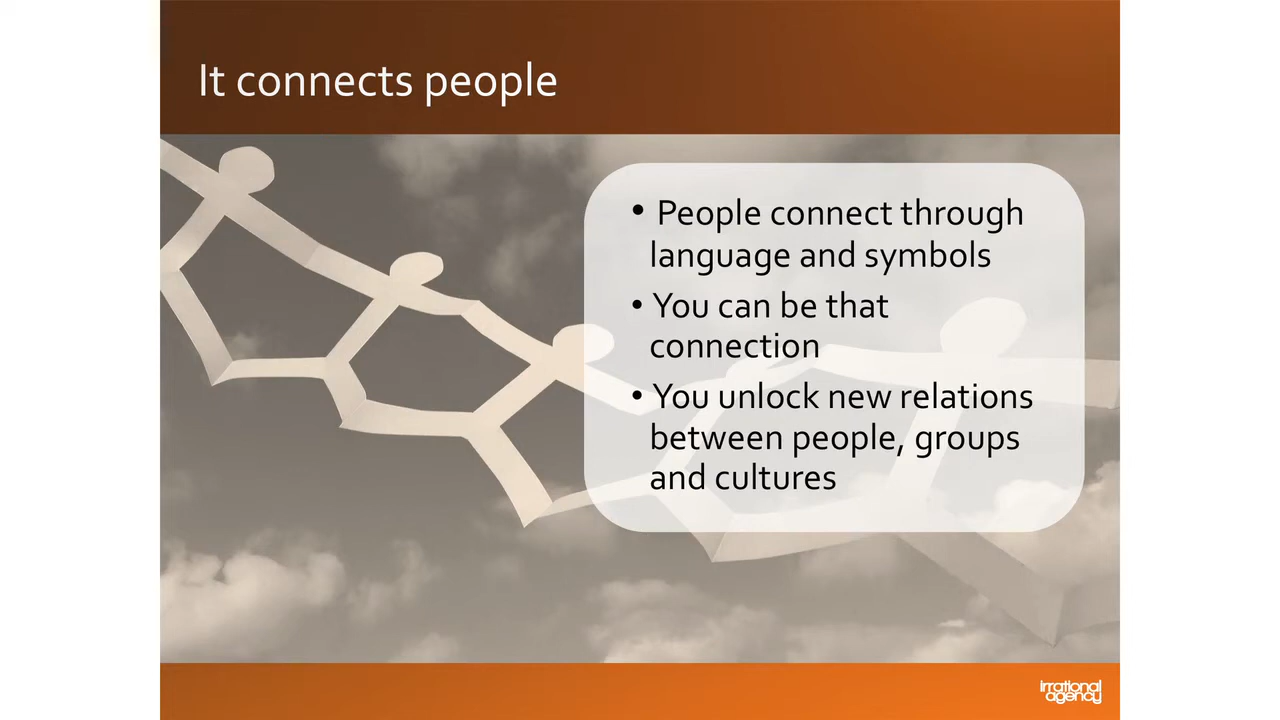 It connects people
• People connect through
language and symbols
• You can be that
connection
• You unlock new relations
between people, groups
and cultures
irrational
agency